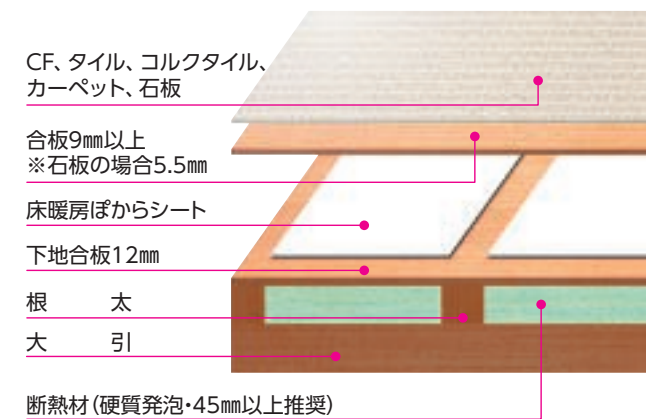 CF、タイル、コルクタイル、
カーペット、石板
合板9㎜以上
※石板の場合5.5㎜
床暖房ぽからシート
下地合板12㎜
根　　太
大　　引
断熱材（硬質発泡・45㎜以上推奨）